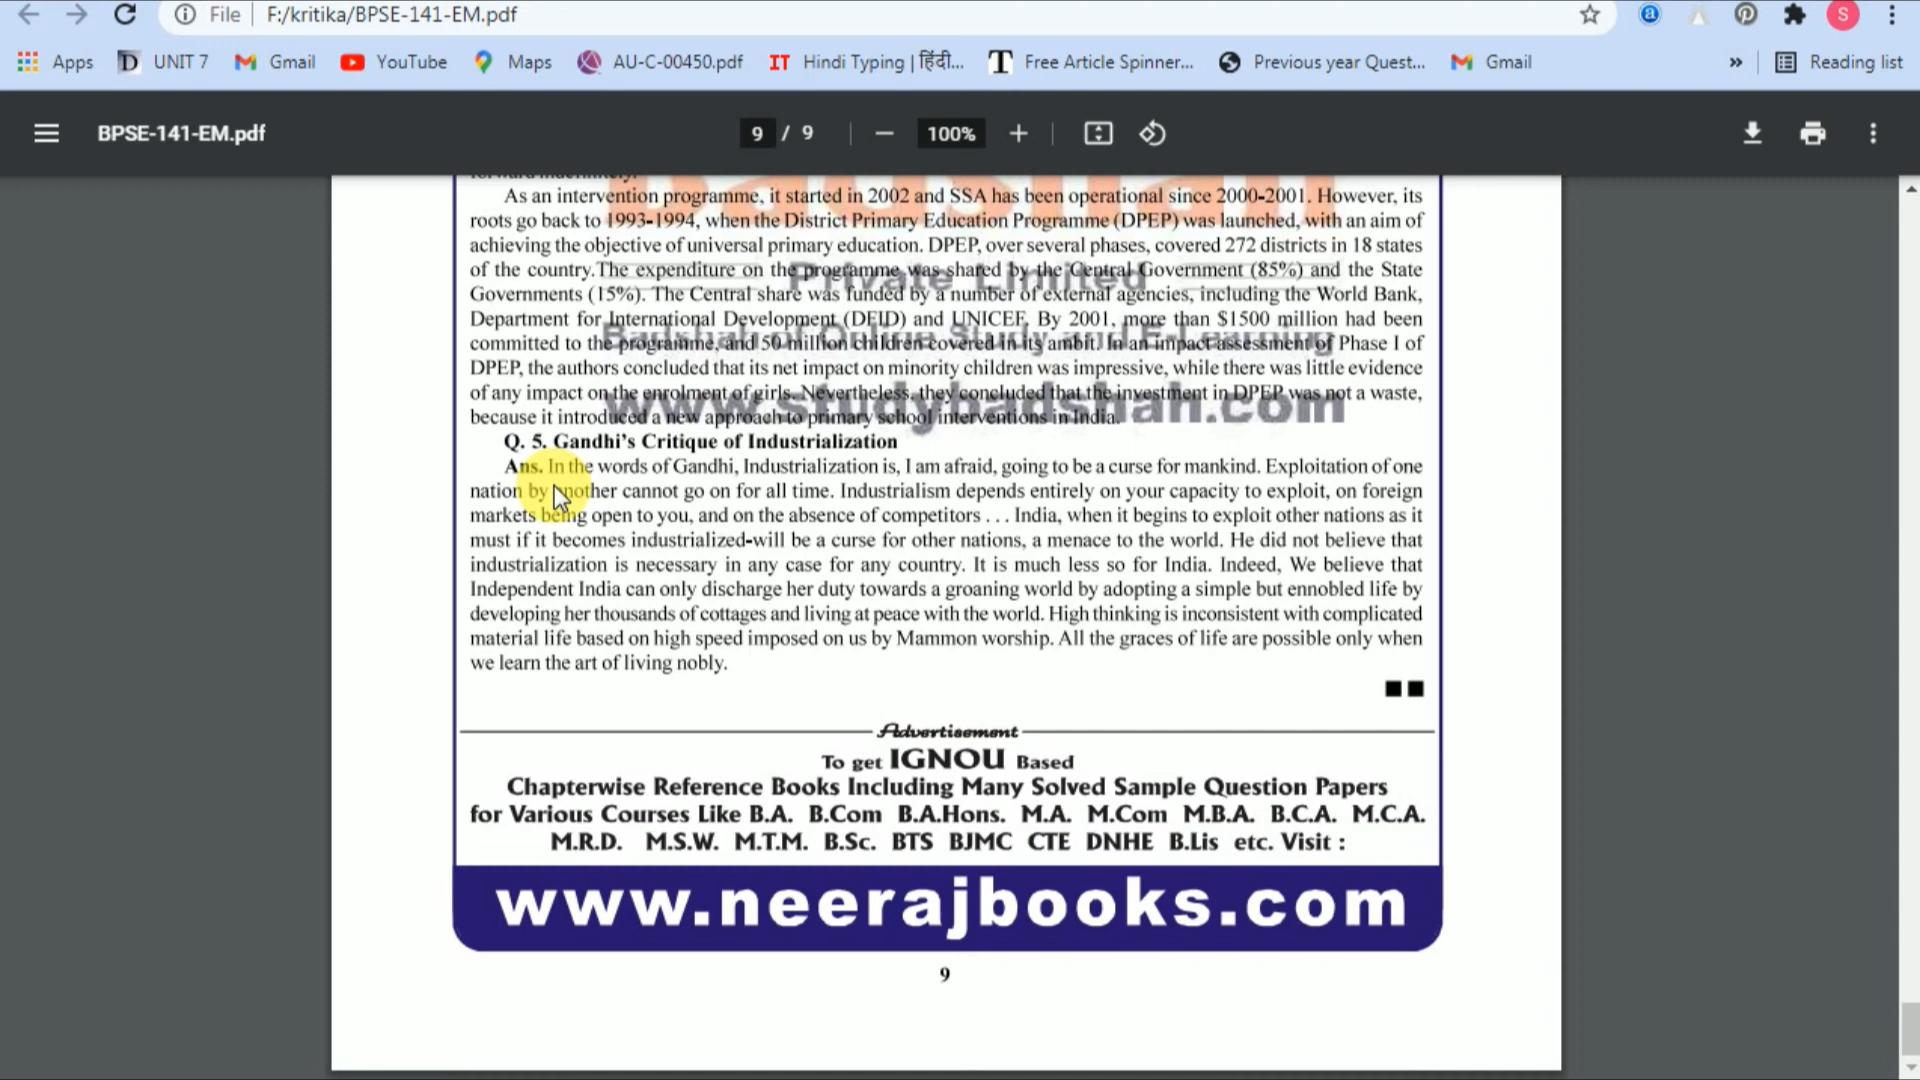 File F:/kritika/BPSE-141-EM.pdf S
Apps D UNIT 7 Gmail YouTube Maps AU-C-00450.pdf IT Hindi Typing | हिंदी... T Free Article Spinner... Previous year Quest... Gmail » Reading list
BPSE-141-EM.pdf 9 / 9 100%
As an intervention programme, it started in 2002 and SSA has been operational since 2000-2001. However, its
roots go back to 1993-1994, when the District Primary Education Programme (DPEP) was launched, with an aim of
achieving the objective of universal primary education. DPEP, over several phases, covered 272 districts in 18 states
of the country.The expenditure on the programme was shared by the Central Government (85%) and the State
Private Limited
Governments (15%). The Central share was funded by a number of external agencies, including the World Bank,
Department for International Development (DEID) and UNICEF. By 2001, more than $1500 million had been
Badshah of Online Study and E-Learning
committed to the programme, and 50 million children covered in its ambit. In an impact assessment of Phase I of
DPEP, the authors concluded that its net impact on minority children was impressive, while there was little evidence
of any impact on the enrolment of girls. Nevertheless, they concluded that the investment in DPEP was not a waste,
www.studybadshah.com
because it introduced a new approach to primary school interventions in India.
Q. 5. Gandhi's Critique of Industrialization
Ans. In the words of Gandhi, Industrialization is, I am afraid, going to be a curse for mankind. Exploitation of one
nation by another cannot go on for all time. Industrialism depends entirely on your capacity to exploit, on foreign
markets being open to you, and on the absence of competitors . . . India, when it begins to exploit other nations as it
must if it becomes industrialized-will be a curse for other nations, a menace to the world. He did not believe that
industrialization is necessary in any case for any country. It is much less so for India. Indeed, We believe that
Independent India can only discharge her duty towards a groaning world by adopting a simple but ennobled life by
developing her thousands of cottages and living at peace with the world. High thinking is inconsistent with complicated
material life based on high speed imposed on us by Mammon worship. All the graces of life are possible only when
we learn the art of living nobly.
Advertisement
To get IGNOU Based
Chapterwise Reference Books Including Many Solved Sample Question Papers
for Various Courses Like B.A. B.Com B.A.Hons. M.A. M.Com M.B.A. B.C.A. M.C.A.
M.R.D. M.S.W. M.T.M. B.Sc. BTS BJMC CTE DNHE B.Lis etc. Visit :
www.neerajbooks.com
9